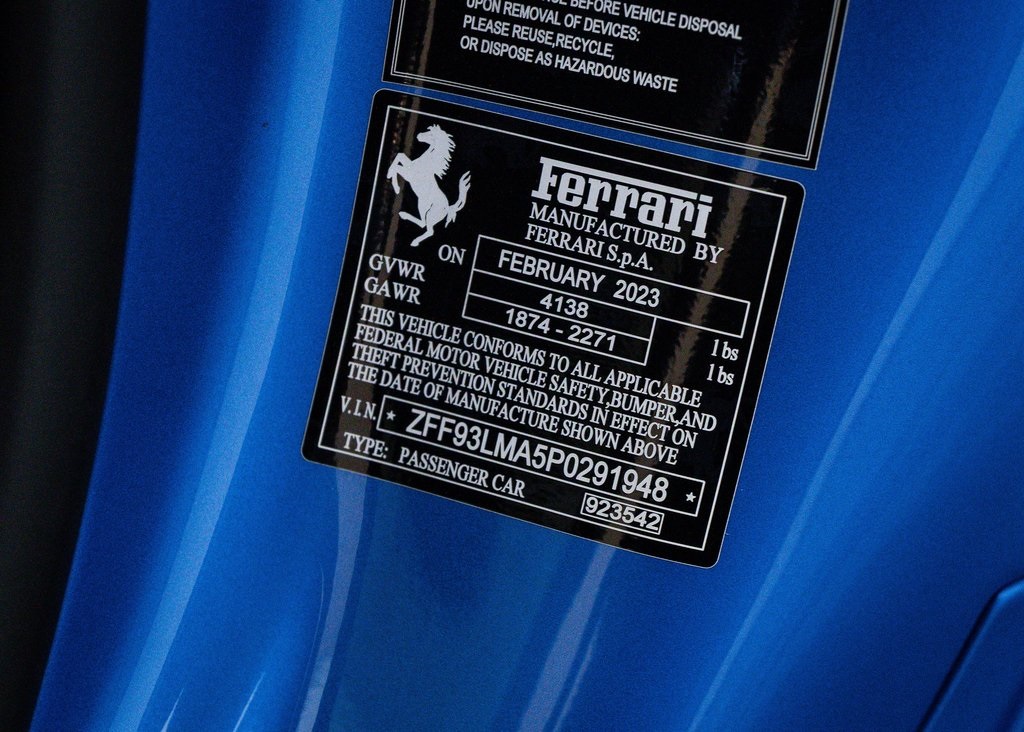 BEFORE VEHICLE DISPOSAL
UPON REMOVAL OF DEVICES:
PLEASE REUSE,RECYCLE,
OR DISPOSE AS HAZARDOUS WASTE
Ferrari
MANUFACTURED BY
FERRARI S.p.A.
ON FEBRUARY 2023
GVWR 4138 lbs
GAWR 1874 - 2271 lbs
THIS VEHICLE CONFORMS TO ALL APPLICABLE
FEDERAL MOTOR VEHICLE SAFETY,BUMPER,AND
THEFT PREVENTION STANDARDS IN EFFECT ON
THE DATE OF MANUFACTURE SHOWN ABOVE
V.I.N. * ZFF93LMA5P0291948 *
TYPE: PASSENGER CAR 923542